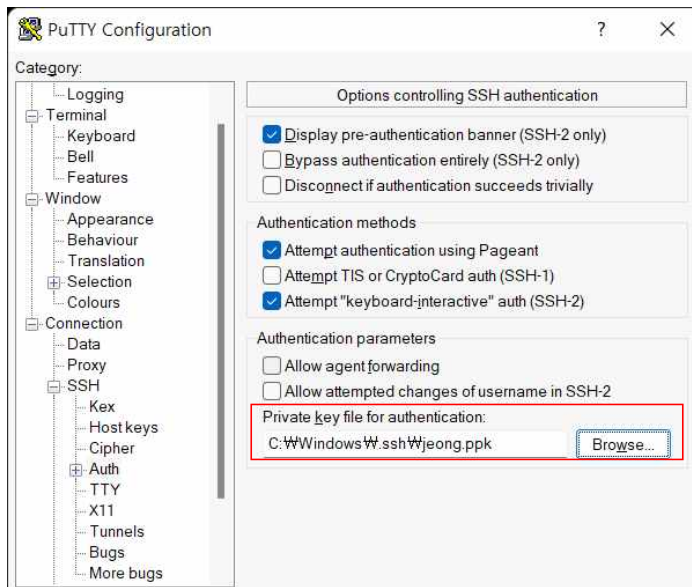 PuTTY Configuration
?
Category:
Logging
Terminal
Keyboard
Bell
Features
Window
Appearance
Behaviour
Translation
Selection
Colours
Connection
Data
Proxy
SSH
Kex
Host keys
Cipher
Auth
TTY
X11
Tunnels
Bugs
More bugs
Options controlling SSH authentication
Display pre-authentication banner (SSH-2 only)
Bypass authentication entirely (SSH-2 only)
Disconnect if authentication succeeds trivially
Authentication methods
Attempt authentication using Pageant
Attempt TIS or CryptoCard auth (SSH-1)
Attempt "keyboard-interactive" auth (SSH-2)
Authentication parameters
Allow agent forwarding
Allow attempted changes of username in SSH-2
Private key file for authentication:
C:₩Windows₩.ssh₩jeong.ppk
Browse...